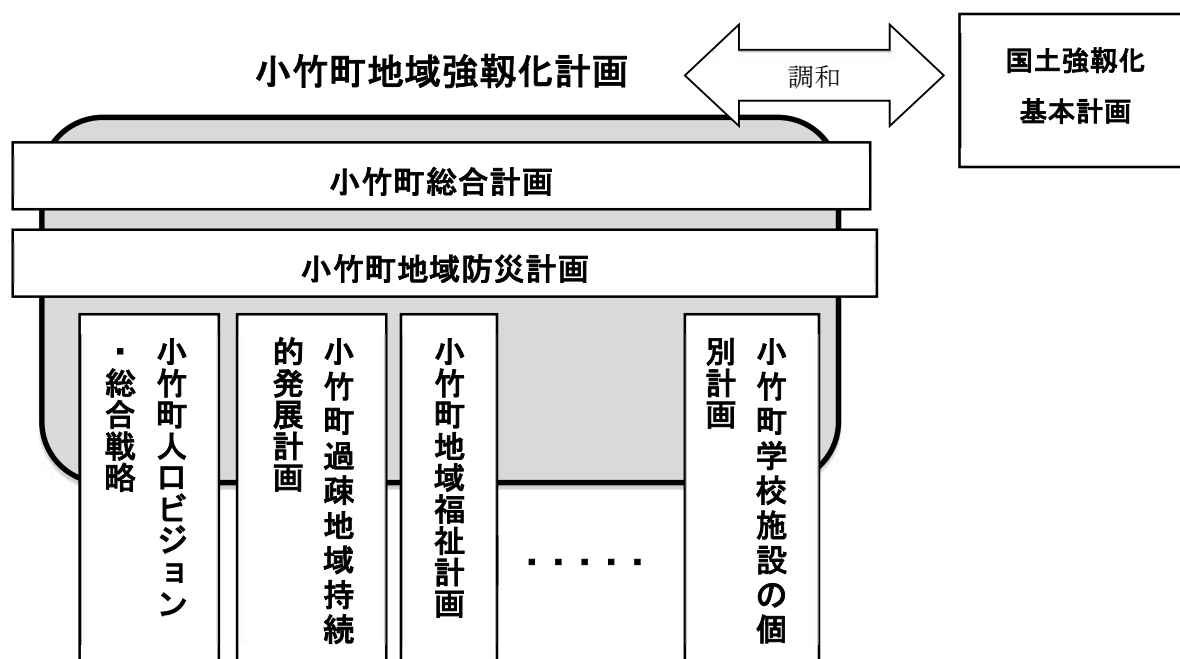 小竹町地域強靱化計画
調和
国土強靱化
基本計画
小竹町総合計画
小竹町地域防災計画
小竹町人口ビジョン
・総合戦略
小竹町過疎地域持続
的発展計画
小竹町地域福祉計画
・・・・・
小竹町学校施設の個
別計画